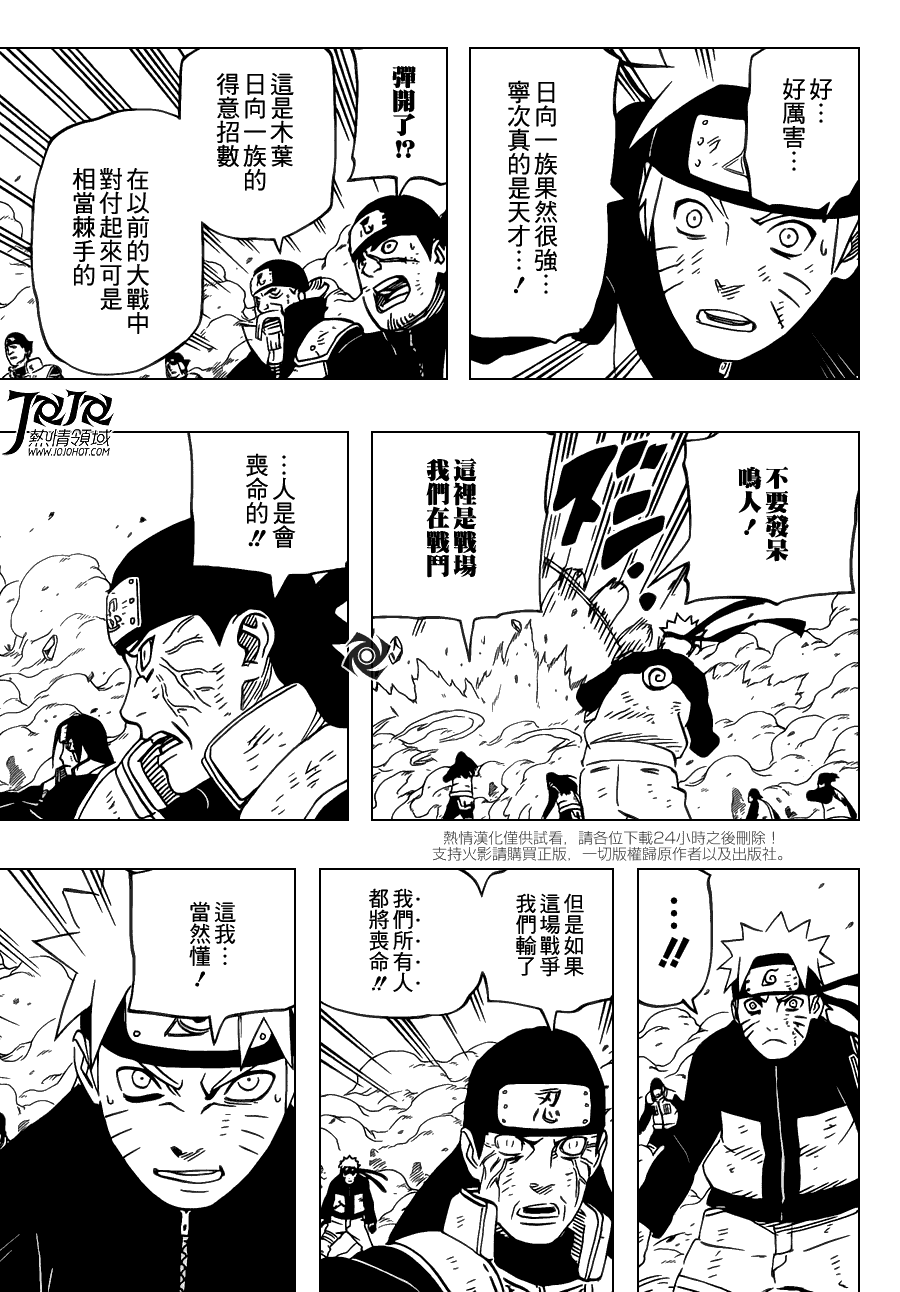 好…
好厲害…
日向一族果然很強…
寧次真的是天才…！
彈開了!?
這是木葉
日向一族的
得意招數
在以前的大戰中
對付起來可是
相當棘手的
JOJO
熱情領域
WWW.JOJOHOT.COM
不要發呆
鳴人！
ズン
這裡是戰場
我們在戰鬥
…人是會
喪命的!!
熱情漢化僅供試看，請各位下載24小時之後刪除！
支持火影請購買正版，一切版權歸原作者以及出版社。
…!!
但是如果
這場戰爭
我們輸了
我們所有人
都將喪命!!
忍
這我…
當然懂！